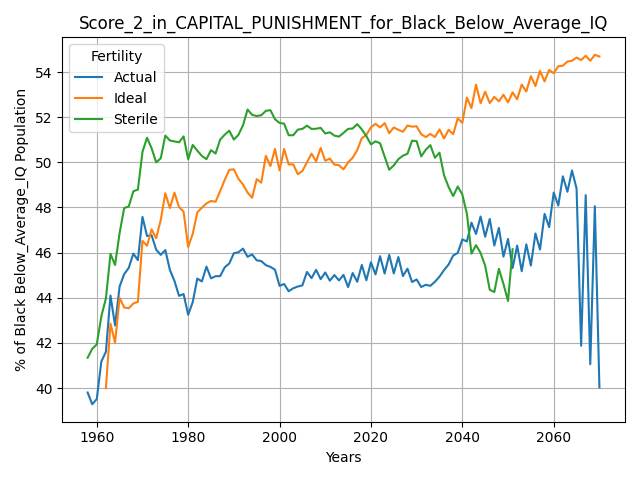 Score_2_in_CAPITAL_PUNISHMENT_for_Black_Below_Average_IQ
Fertility
Actual
Ideal
Sterile
% of Black Below_Average_IQ Population
54
52
50
48
46
44
42
40
1960
1980
2000
2020
2040
2060
Years